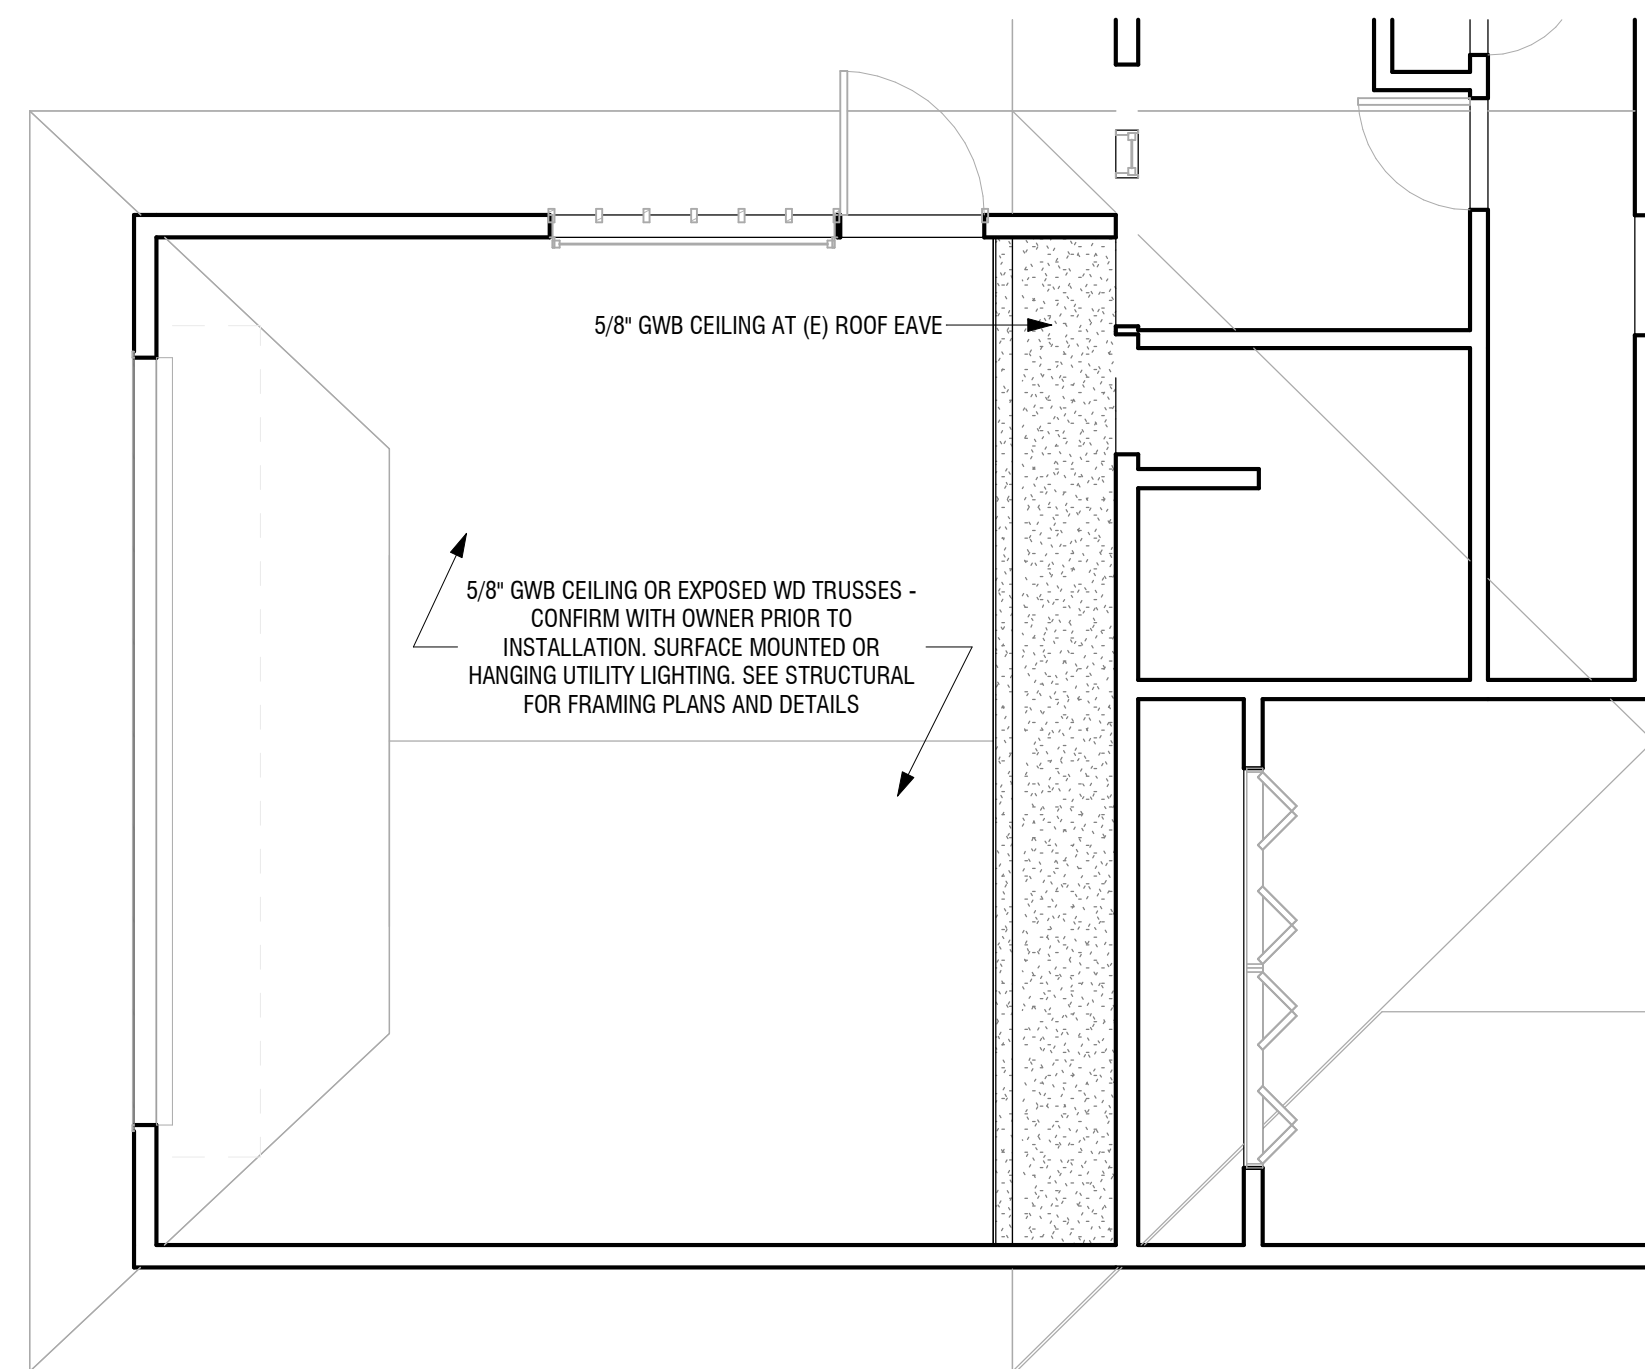 5/8" GWB CEILING AT (E) ROOF EAVE
5/8" GWB CEILING OR EXPOSED WD TRUSSES -
CONFIRM WITH OWNER PRIOR TO
INSTALLATION. SURFACE MOUNTED OR
HANGING UTILITY LIGHTING. SEE STRUCTURAL
FOR FRAMING PLANS AND DETAILS